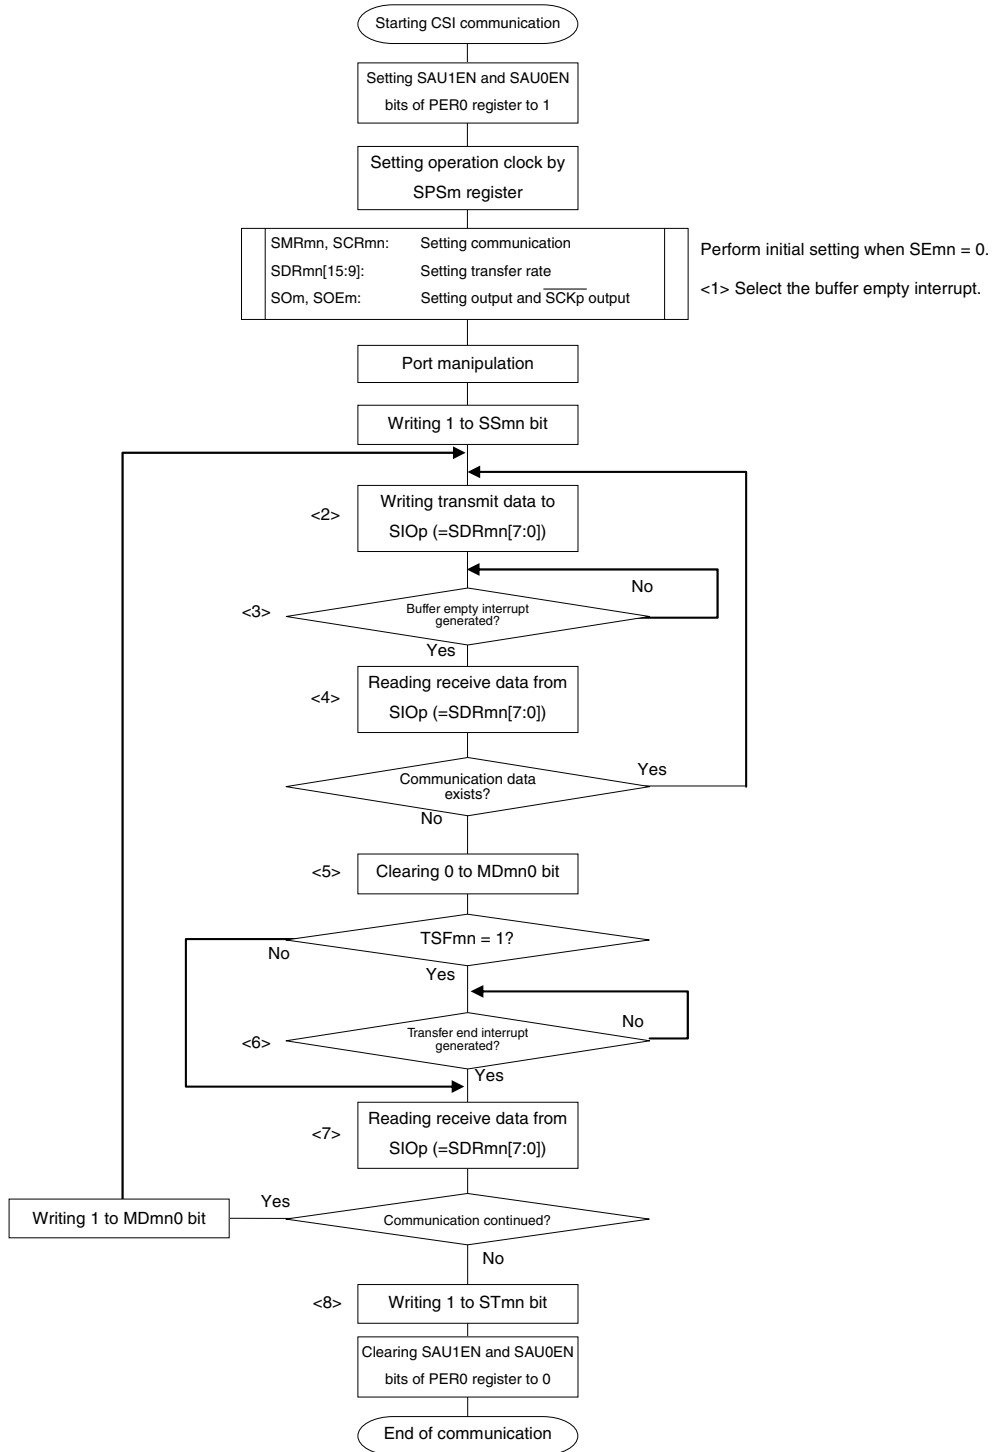 Starting CSI communication
Setting SAU1EN and SAU0EN
bits of PER0 register to 1
Setting operation clock by
SPSm register
SMRmn, SCRmn: Setting communication
SDRmn[15:9]: Setting transfer rate
SOm, SOEm: Setting output and S̅C̅K̅p̅ output
Perform initial setting when SEmn = 0.
<1> Select the buffer empty interrupt.
Port manipulation
Writing 1 to SSmn bit
<2>
Writing transmit data to
SIOp (=SDRmn[7:0])
No
<3>
Buffer empty interrupt
generated?
Yes
<4>
Reading receive data from
SIOp (=SDRmn[7:0])
Yes
Communication data
exists?
No
<5>
Clearing 0 to MDmn0 bit
TSFmn = 1?
No
Yes
No
<6>
Transfer end interrupt
generated?
Yes
<7>
Reading receive data from
SIOp (=SDRmn[7:0])
Yes
Writing 1 to MDmn0 bit
Communication continued?
No
<8>
Writing 1 to STmn bit
Clearing SAU1EN and SAU0EN
bits of PER0 register to 0
End of communication